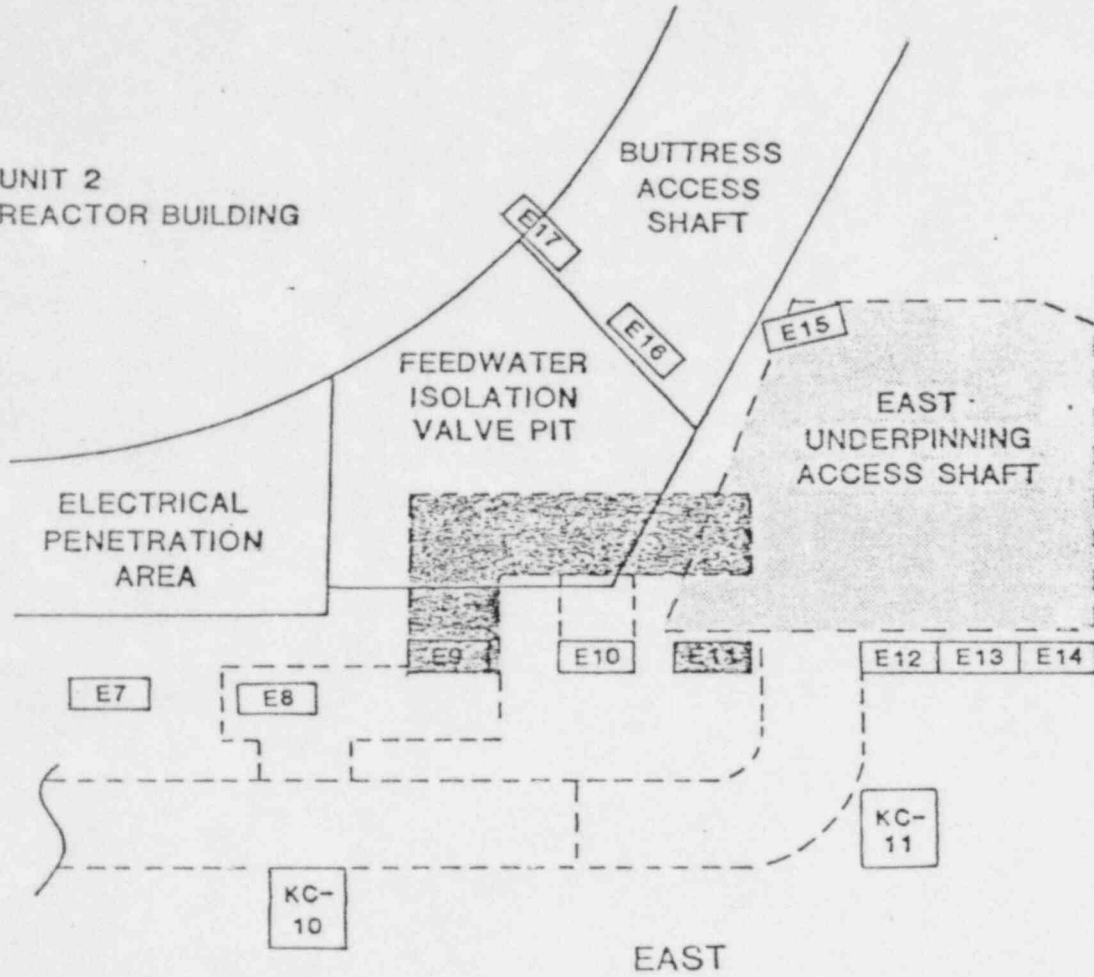 UNIT 2
REACTOR BUILDING
BUTTRESS
ACCESS
SHAFT
E17
E16
E15
FEEDWATER
ISOLATION
VALVE PIT
EAST
UNDERPINNING
ACCESS SHAFT
ELECTRICAL
PENETRATION
AREA
E9
E10
E11
E12
E13
E14
E7
E8
KC-
11
KC-
10
EAST